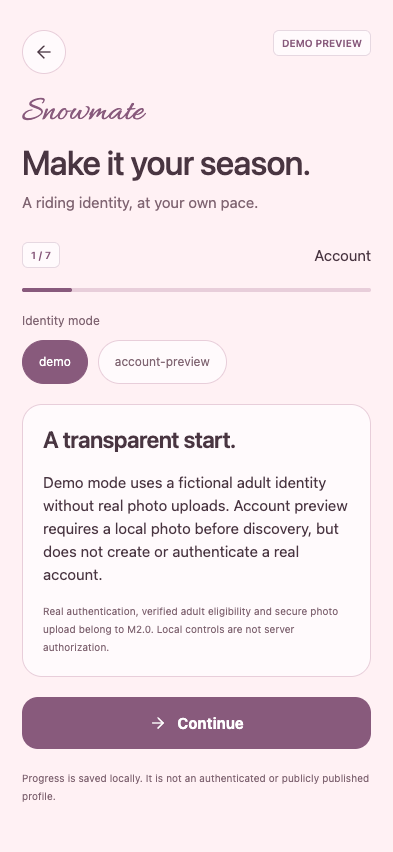 DEMO PREVIEW
Snowmate
Make it your season.
A riding identity, at your own pace.
1 / 7
Account
Identity mode
demo
account-preview
A transparent start.
Demo mode uses a fictional adult identity
without real photo uploads. Account preview
requires a local photo before discovery, but
does not create or authenticate a real
account.
Real authentication, verified adult eligibility and secure photo
upload belong to M2.0. Local controls are not server
authorization.
Continue
Progress is saved locally. It is not an authenticated or publicly published
profile.